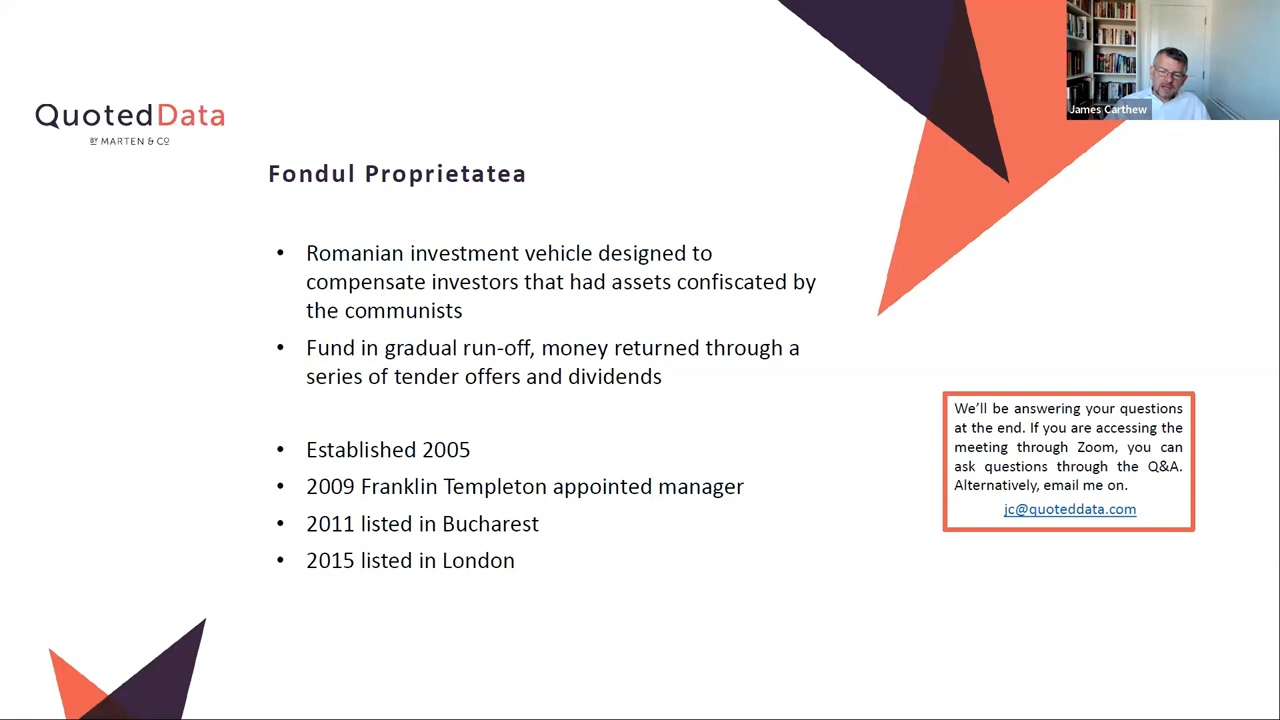 James Carthew
QuotedData
BY MARTEN & CO
Fondul Proprietatea
• Romanian investment vehicle designed to
compensate investors that had assets confiscated by
the communists
• Fund in gradual run-off, money returned through a
series of tender offers and dividends
• Established 2005
• 2009 Franklin Templeton appointed manager
• 2011 listed in Bucharest
• 2015 listed in London
We'll be answering your questions
at the end. If you are accessing the
meeting through Zoom, you can
ask questions through the Q&A.
Alternatively, email me on.
jc@quoteddata.com